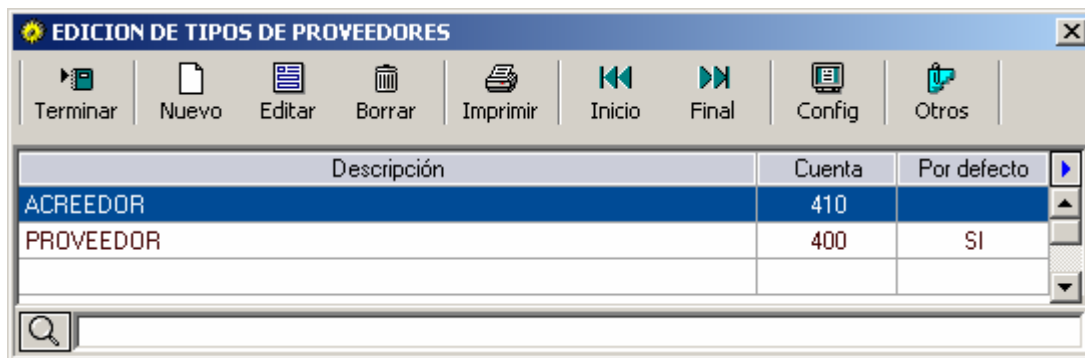 EDICION DE TIPOS DE PROVEEDORES
Terminar Nuevo Editar Borrar Imprimir Inicio Final Config Otros
Descripción Cuenta Por defecto
ACREEDOR 410
PROVEEDOR 400 SI